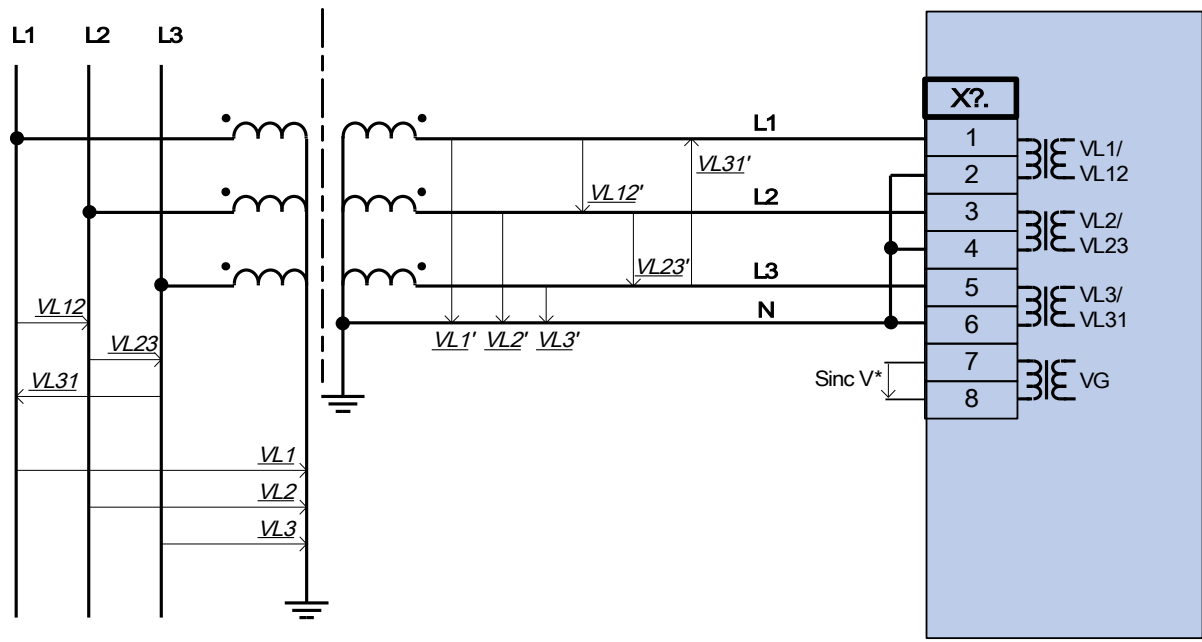 L1 L2 L3
X?.
L1
1
VL1/
VL12
2
VL31'
VL12'
L2
3
VL2/
VL23
4
VL23'
L3
5
VL3/
VL31
6
N
VL12
VL1' VL2' VL3'
VL23
7
Sinc V*
VG
8
VL31
VL1
VL2
VL3